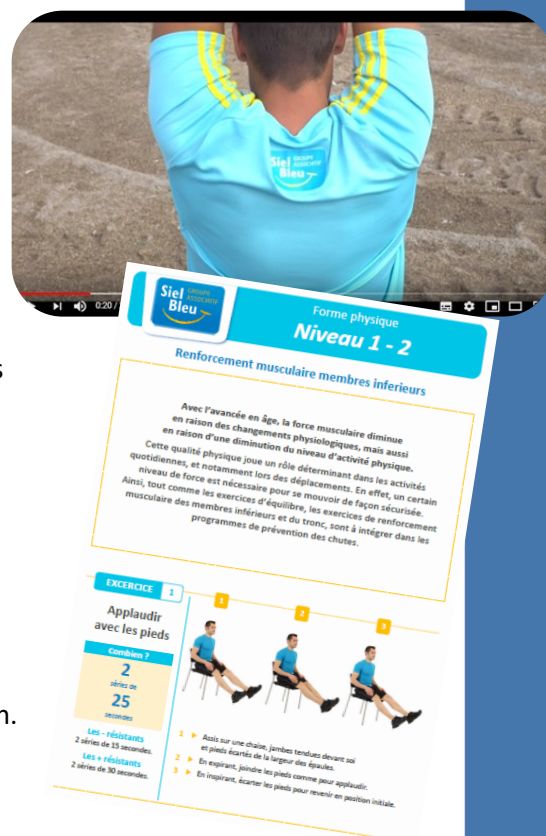 Siel GROUPE
Bleu ASSOCIATIF
0:20 /
s
Siel GROUPE
Bleu ASSOCIATIF
Forme physique
Niveau 1 - 2
Renforcement musculaire membres inferieurs
Avec l'avancée en âge, la force musculaire diminue
en raison des changements physiologiques, mais aussi
en raison d'une diminution du niveau d'activité physique.
Cette qualité physique joue un rôle déterminant dans les activités
quotidiennes, et notamment lors des déplacements. En effet, un certain
niveau de force est nécessaire pour se mouvoir de façon sécurisée.
Ainsi, tout comme les exercices d'équilibre, les exercices de renforcement
musculaire des membres inférieurs et du tronc, sont à intégrer dans les
programmes de prévention des chutes.
EXCERCICE 1
1
2
3
Applaudir
avec les pieds
Combien ?
2
séries de
25
secondes
Les - résistants
2 séries de 15 secondes.
Les + résistants
2 séries de 30 secondes.
1 ► Assis sur une chaise, jambes tendues devant soi
et pieds écartés de la largeur des épaules.
2 ► En expirant, joindre les pieds comme pour applaudir.
3 ► En inspirant, écarter les pieds pour revenir en position initiale.
n.